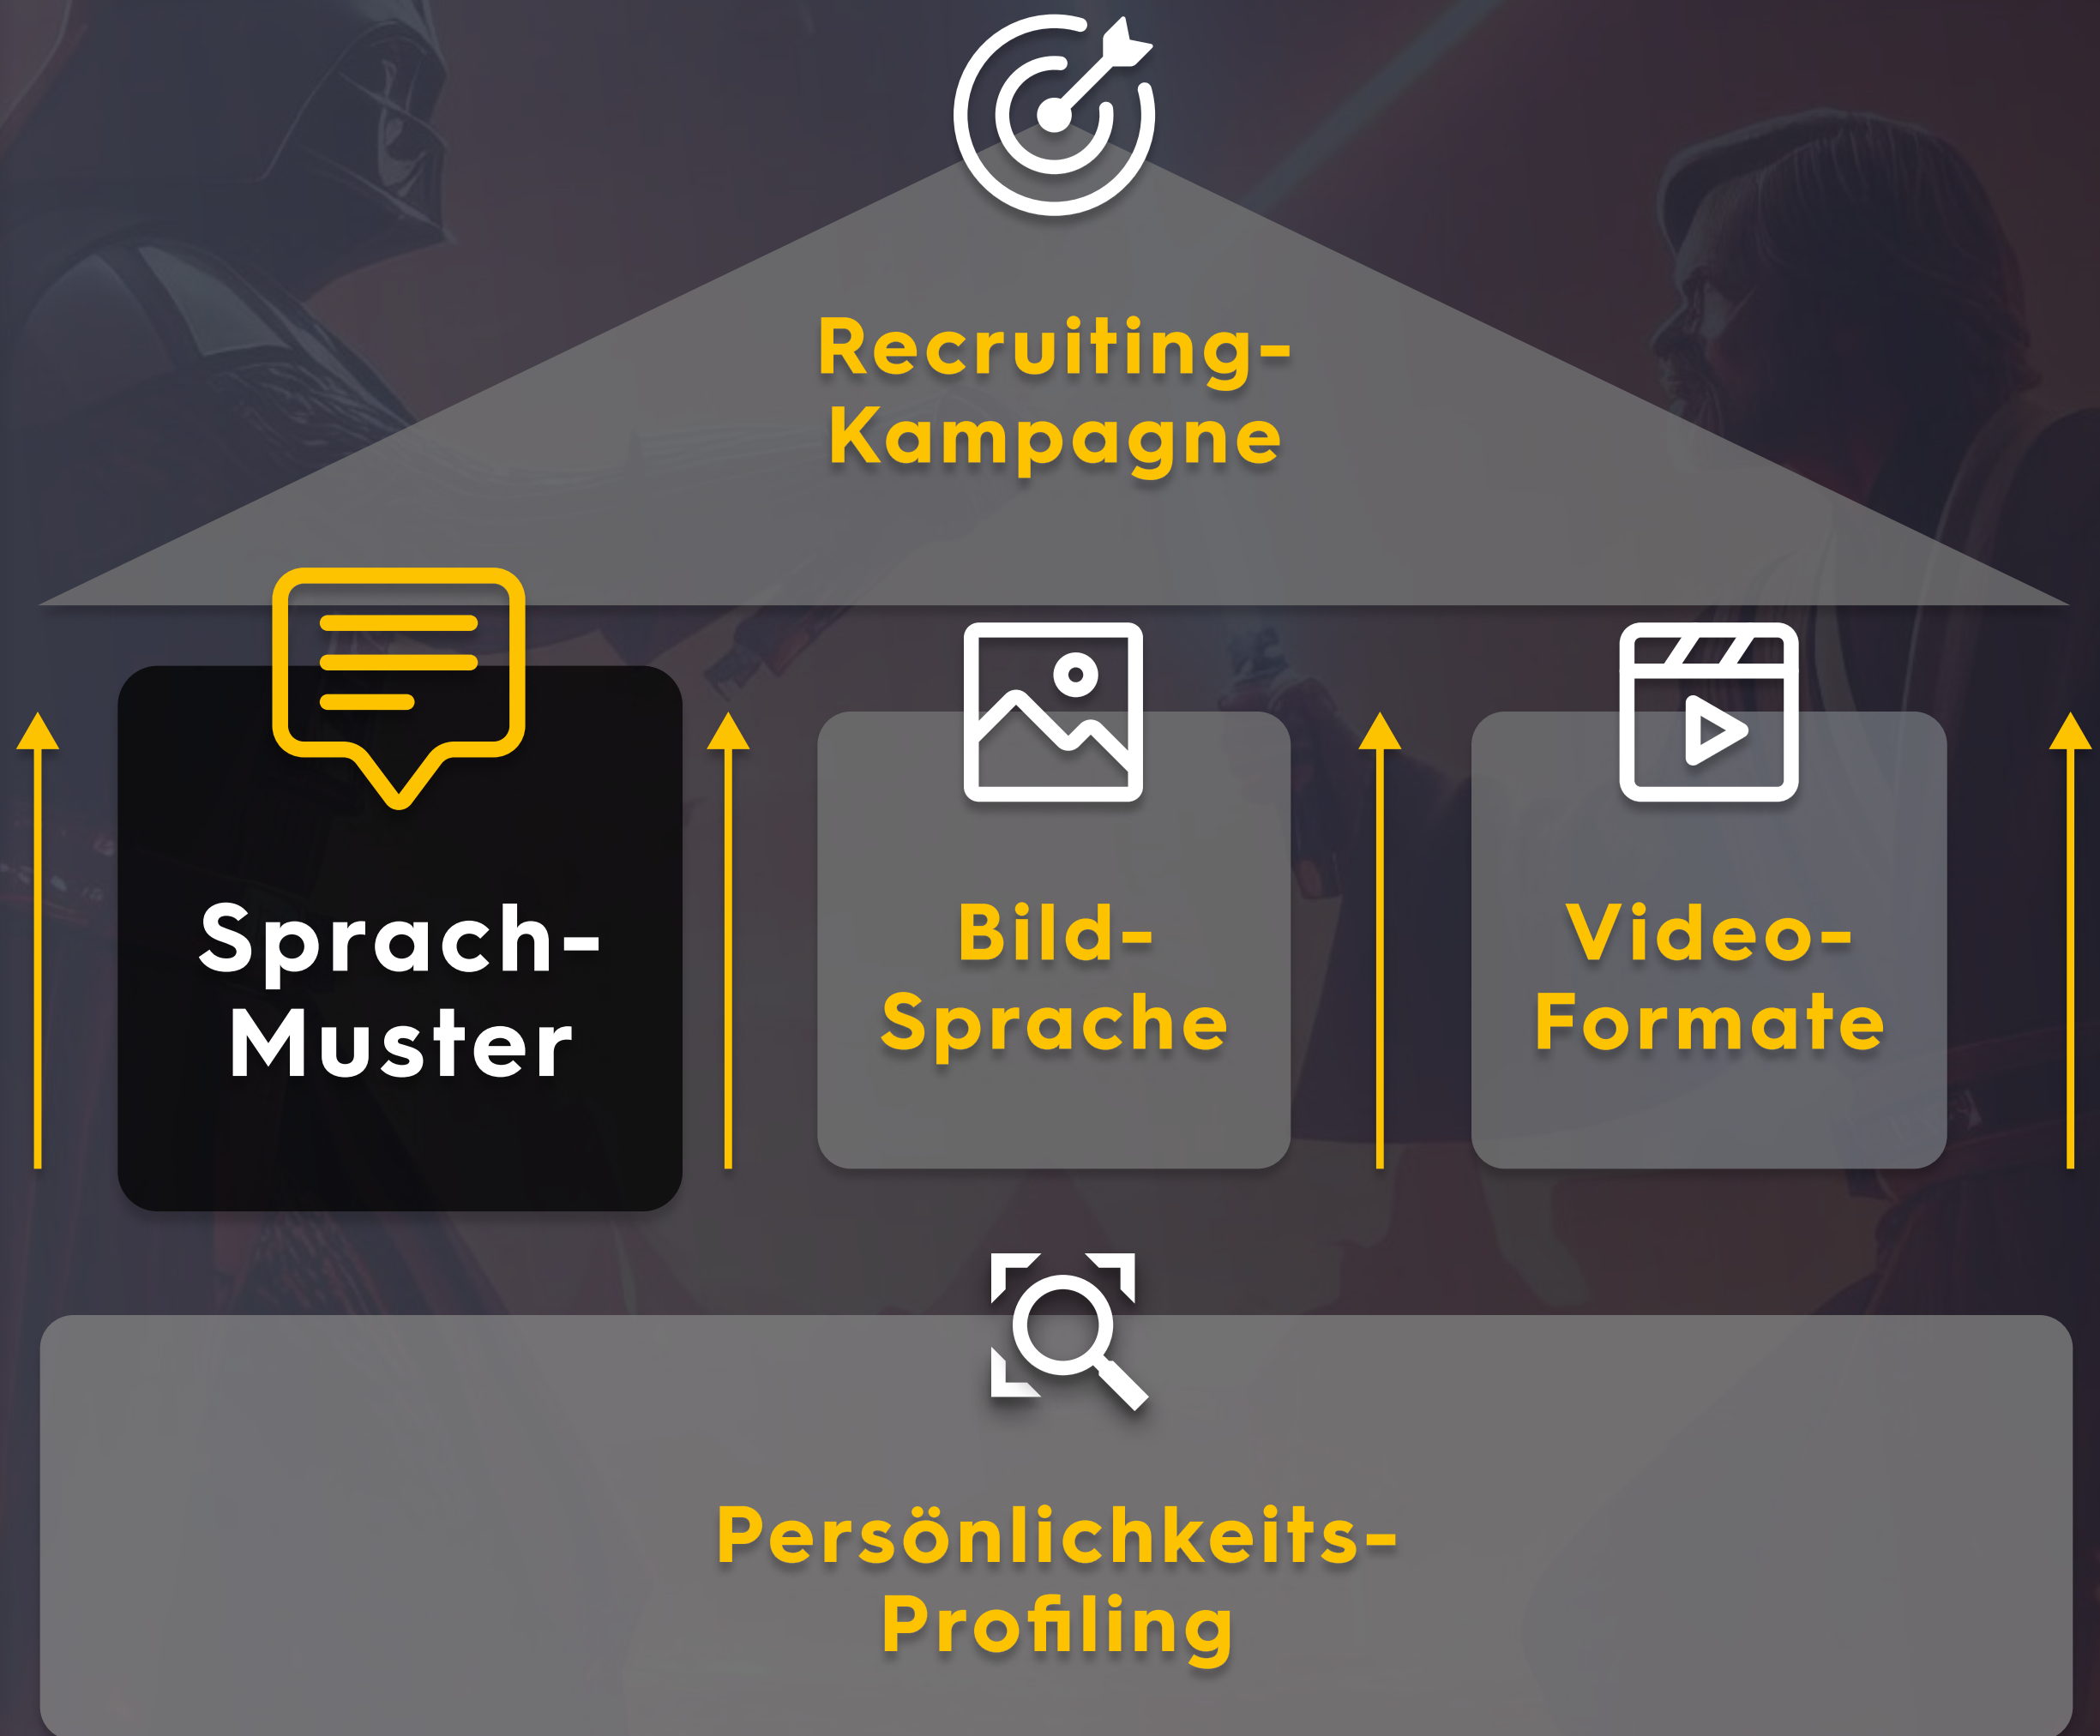 Recruiting-
Kampagne
Sprach-
Muster
Bild-
Sprache
Video-
Formate
Persönlichkeits-
Profiling